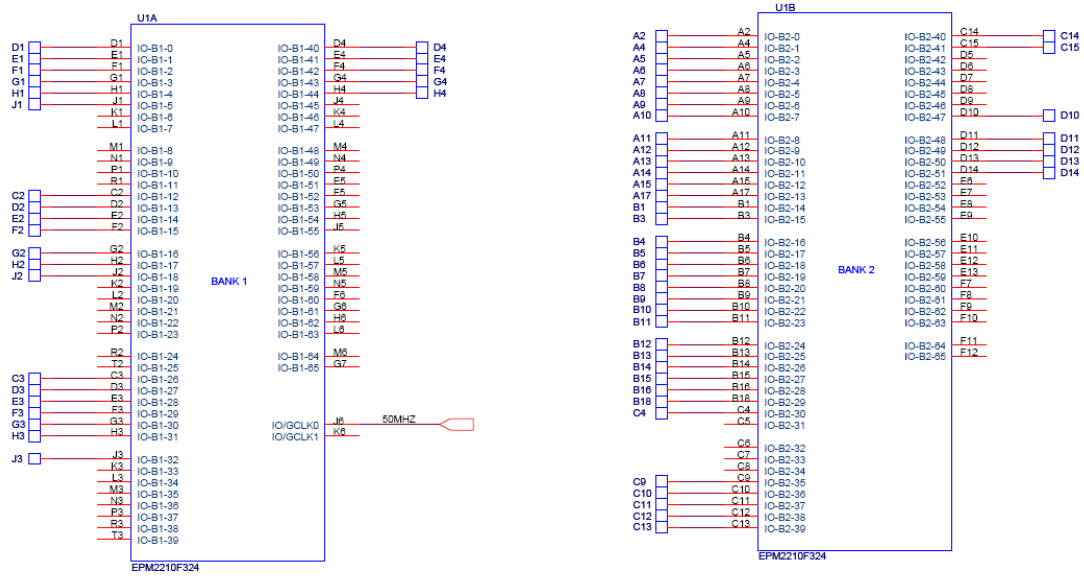 U1A
D1 D1 IO-B1-0 IO-B1-40 D4 D4
E1 E1 IO-B1-1 IO-B1-41 E4 E4
F1 F1 IO-B1-2 IO-B1-42 F4 F4
G1 G1 IO-B1-3 IO-B1-43 G4 G4
H1 H1 IO-B1-4 IO-B1-44 H4 H4
J1 J1 IO-B1-5 IO-B1-45 J4
K1 IO-B1-6 IO-B1-46 K4
L1 IO-B1-7 IO-B1-47 L4
M1 IO-B1-8 IO-B1-48 M4
N1 IO-B1-9 IO-B1-49 N4
P1 IO-B1-10 IO-B1-50 P4
R1 IO-B1-11 IO-B1-51 E5
C2 C2 IO-B1-12 IO-B1-52 F5
D2 D2 IO-B1-13 IO-B1-53 G5
E2 E2 IO-B1-14 IO-B1-54 H5
F2 F2 IO-B1-15 IO-B1-55 J5
G2 G2 IO-B1-16 IO-B1-56 K5
H2 H2 IO-B1-17 IO-B1-57 L5
J2 J2 IO-B1-18 IO-B1-58 M5
BANK 1
K2 IO-B1-19 IO-B1-59 N5
L2 IO-B1-20 IO-B1-60 F6
M2 IO-B1-21 IO-B1-61 G6
N2 IO-B1-22 IO-B1-62 H6
P2 IO-B1-23 IO-B1-63 L6
R2 IO-B1-24 IO-B1-64 M6
T2 IO-B1-25 IO-B1-65 G7
C3 C3 IO-B1-26
D3 D3 IO-B1-27
E3 E3 IO-B1-28
F3 F3 IO-B1-29
G3 G3 IO-B1-30 IO/GCLK0 J6 50MHZ
H3 H3 IO-B1-31 IO/GCLK1 K6
J3 J3 IO-B1-32
K3 IO-B1-33
L3 IO-B1-34
M3 IO-B1-35
N3 IO-B1-36
P3 IO-B1-37
R3 IO-B1-38
T3 IO-B1-39
EPM2210F324
U1B
A2 A2 IO-B2-0 IO-B2-40 C14 C14
A4 A4 IO-B2-1 IO-B2-41 C15 C15
A5 A5 IO-B2-2 IO-B2-42 D5
A6 A6 IO-B2-3 IO-B2-43 D6
A7 A7 IO-B2-4 IO-B2-44 D7
A8 A8 IO-B2-5 IO-B2-45 D8
A9 A9 IO-B2-6 IO-B2-46 D9
A10 A10 IO-B2-7 IO-B2-47 D10 D10
A11 A11 IO-B2-8 IO-B2-48 D11 D11
A12 A12 IO-B2-9 IO-B2-49 D12 D12
A13 A13 IO-B2-10 IO-B2-50 D13 D13
A14 A14 IO-B2-11 IO-B2-51 D14 D14
A15 A15 IO-B2-12 IO-B2-52 E6
A17 A17 IO-B2-13 IO-B2-53 E7
B1 B1 IO-B2-14 IO-B2-54 E8
B3 B3 IO-B2-15 IO-B2-55 E9
B4 B4 IO-B2-16 IO-B2-56 E10
B5 B5 IO-B2-17 IO-B2-57 E11
B6 B6 IO-B2-18 IO-B2-58 E12
BANK 2
B7 B7 IO-B2-19 IO-B2-59 E13
B8 B8 IO-B2-20 IO-B2-60 F7
B9 B9 IO-B2-21 IO-B2-61 F8
B10 B10 IO-B2-22 IO-B2-62 F9
B11 B11 IO-B2-23 IO-B2-63 F10
B12 B12 IO-B2-24 IO-B2-64 F11
B13 B13 IO-B2-25 IO-B2-65 F12
B14 B14 IO-B2-26
B15 B15 IO-B2-27
B16 B16 IO-B2-28
B18 B18 IO-B2-29
C4 C4 IO-B2-30
C5 IO-B2-31
C6 IO-B2-32
C7 IO-B2-33
C8 IO-B2-34
C9 C9 IO-B2-35
C10 C10 IO-B2-36
C11 C11 IO-B2-37
C12 C12 IO-B2-38
C13 C13 IO-B2-39
EPM2210F324